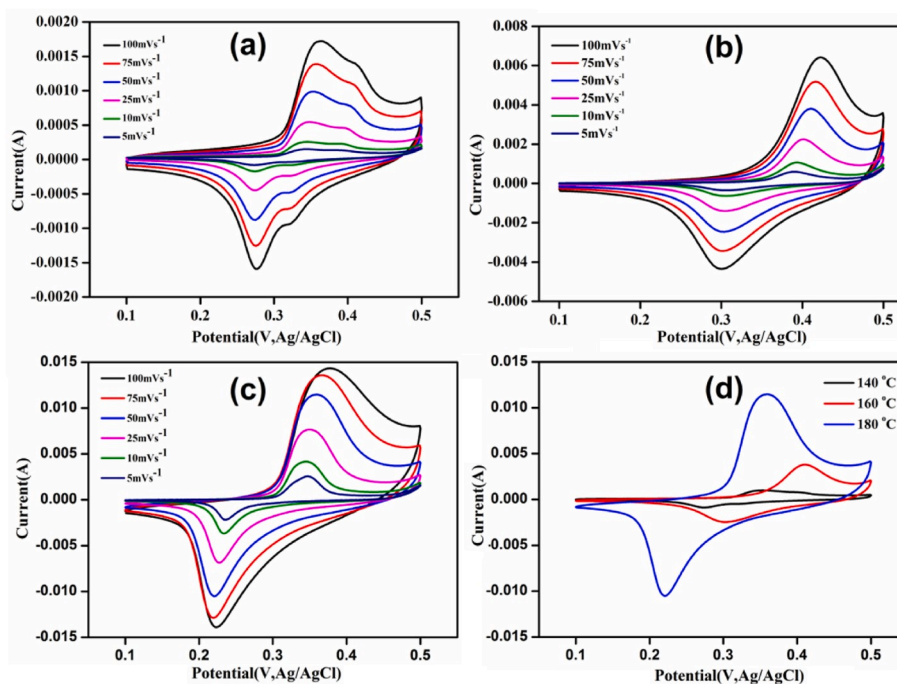 (a)
0.0020
0.0015
0.0010
0.0005
0.0000
-0.0005
-0.0010
-0.0015
-0.0020
Current(A)
100mVs⁻¹
75mVs⁻¹
50mVs⁻¹
25mVs⁻¹
10mVs⁻¹
5mVs⁻¹
0.1 0.2 0.3 0.4 0.5
Potential(V,Ag/AgCl)
(b)
0.008
0.006
0.004
0.002
0.000
-0.002
-0.004
-0.006
Current(A)
100mVs⁻¹
75mVs⁻¹
50mVs⁻¹
25mVs⁻¹
10mVs⁻¹
5mVs⁻¹
0.1 0.2 0.3 0.4 0.5
Potential(V,Ag/AgCl)
(c)
0.015
0.010
0.005
0.000
-0.005
-0.010
-0.015
Current(A)
100mVs⁻¹
75mVs⁻¹
50mVs⁻¹
25mVs⁻¹
10mVs⁻¹
5mVs⁻¹
0.1 0.2 0.3 0.4 0.5
Potential(V,Ag/AgCl)
(d)
0.015
0.010
0.005
0.000
-0.005
-0.010
-0.015
Current(A)
140 °C
160 °C
180 °C
0.1 0.2 0.3 0.4 0.5
Potential(V,Ag/AgCl)